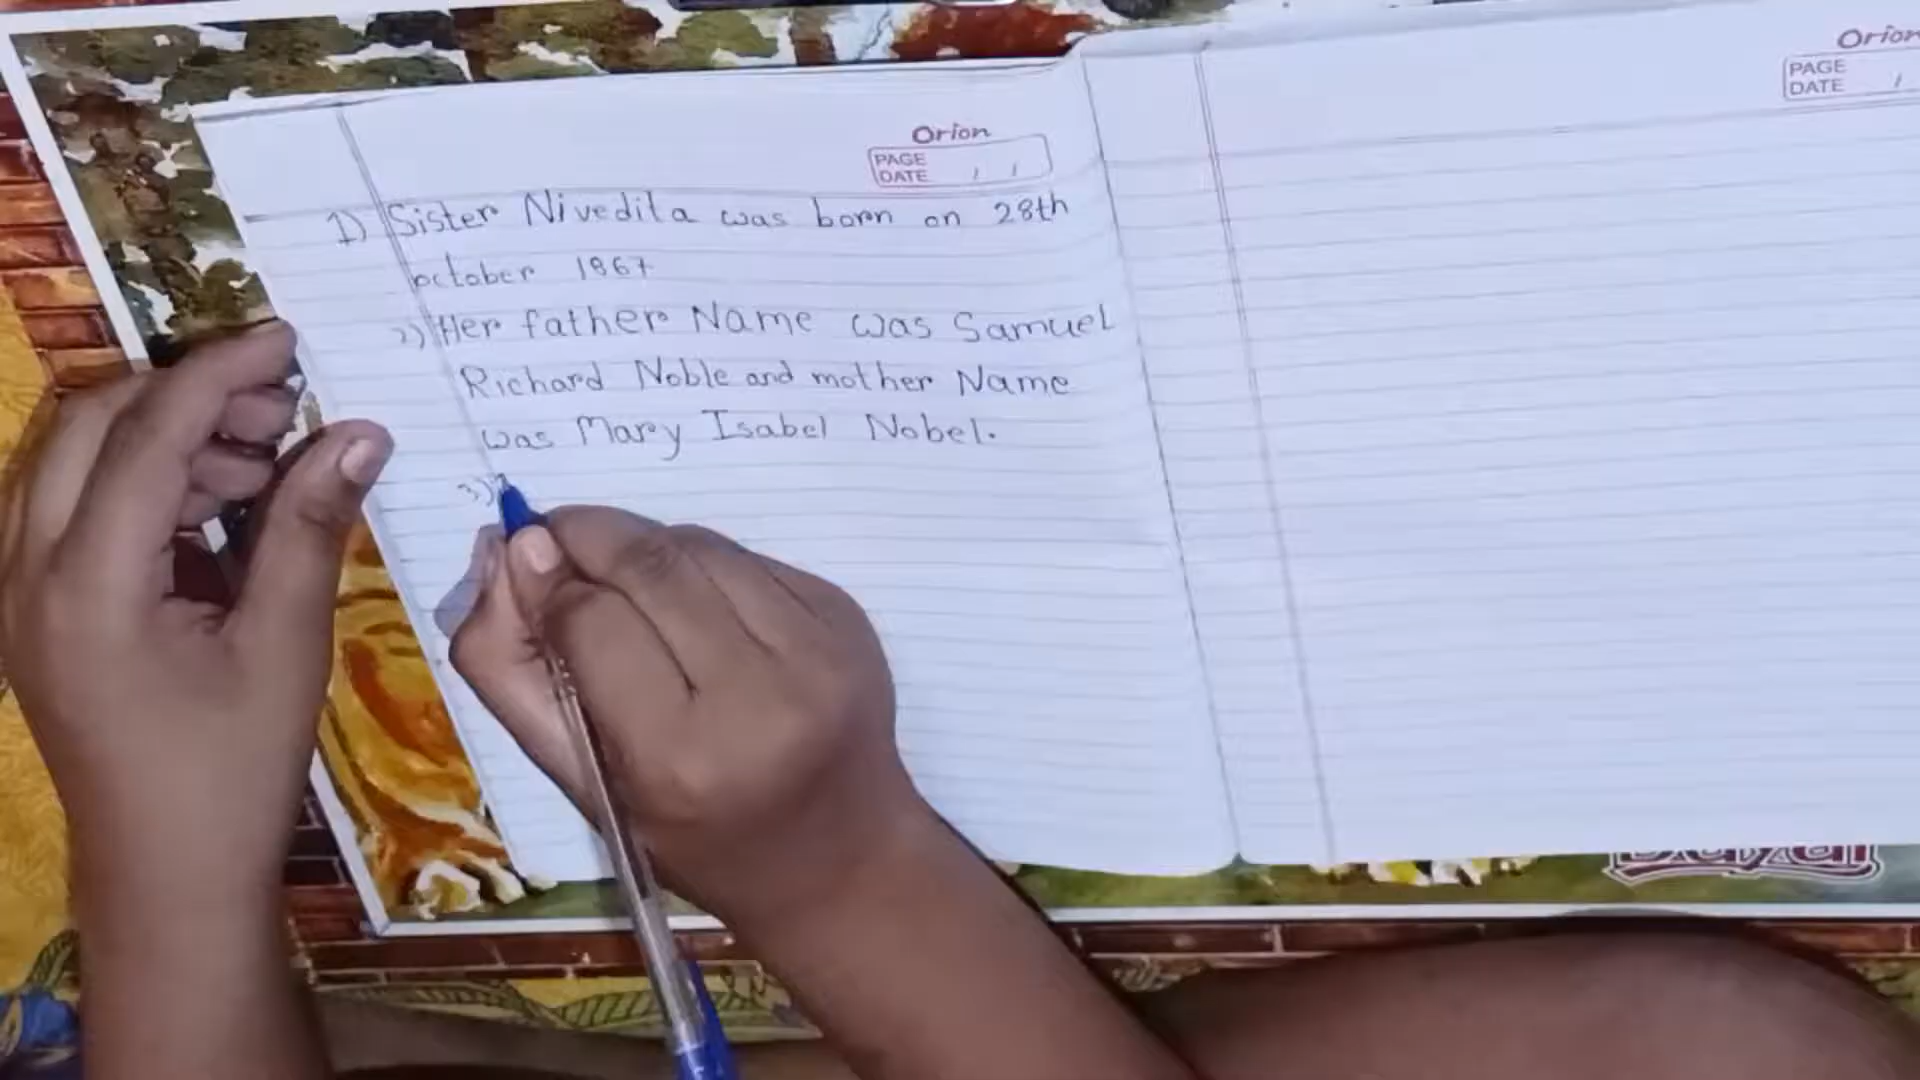 Orion
PAGE
DATE / /
1) Sister Nivedita was born on 28th
october 1867
2) Her father Name was Samuel
Richard Noble and mother Name
was Mary Isabel Nobel.
3)
Orion
PAGE
DATE /